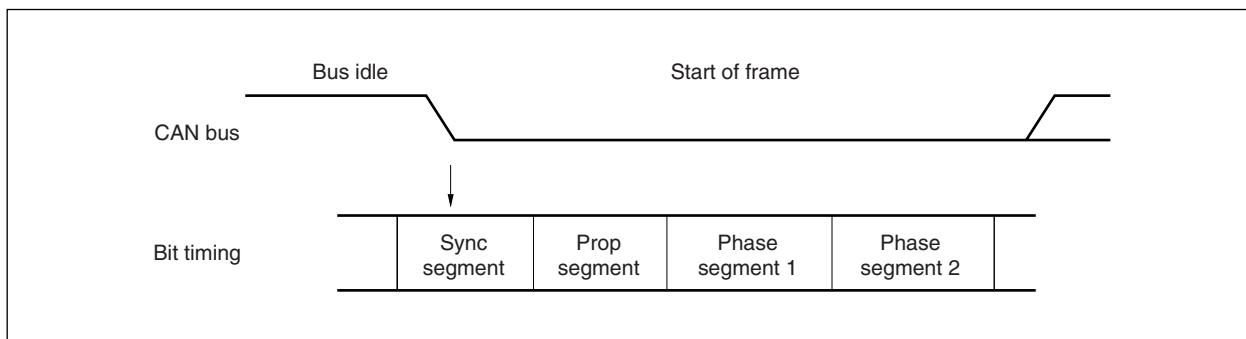 Bus idle
Start of frame
CAN bus
Bit timing
Sync
segment
Prop
segment
Phase
segment 1
Phase
segment 2